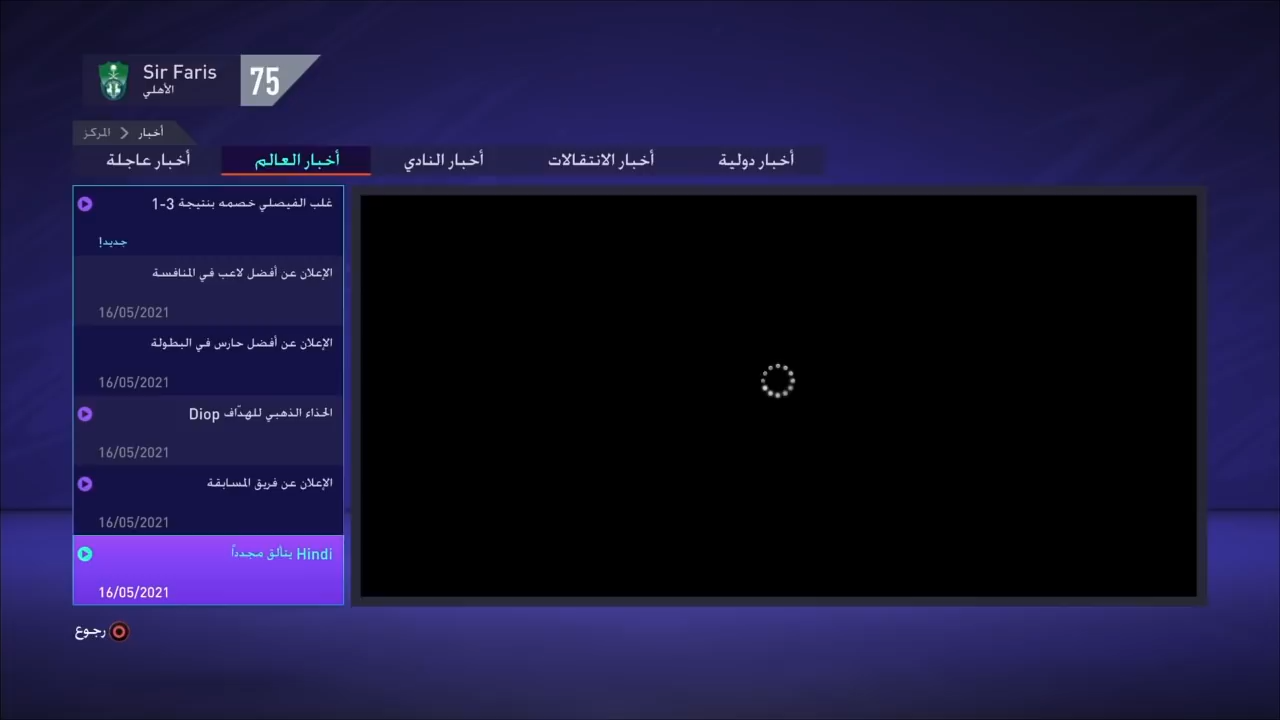 Sir Faris
الأهلي
75
المركز
أخبار
أخبار عاجلة
أخبار العالم
أخبار النادي
أخبار الانتقالات
أخبار دولية
غلب الفيصلي خصمه بنتيجة 3-1
جديد!
الإعلان عن أفضل لاعب في المنافسة
16/05/2021
الإعلان عن أفضل حارس في البطولة
16/05/2021
الحذاء الذهبي للهدّاف Diop
16/05/2021
الإعلان عن فريق المسابقة
16/05/2021
Hindi يتألق مجدداً
16/05/2021
رجوع